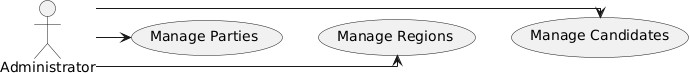 Manage Candidates
Manage Parties
Manage Regions
Administrator